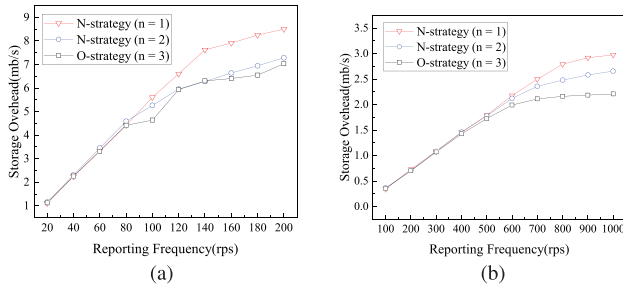 N-strategy (n = 1)
N-strategy (n = 2)
O-strategy (n = 3)
Storage Ovehead(mb/s)
9
8
7
6
5
4
3
2
1
20 40 60 80 100 120 140 160 180 200
Reporting Frequency(rps)
(a)
N-strategy (n = 1)
N-strategy (n = 2)
O-strategy (n = 3)
Storage Ovehead(mb/s)
3.5
3.0
2.5
2.0
1.5
1.0
0.5
0.0
100 200 300 400 500 600 700 800 900 1000
Reporting Frequency(rps)
(b)